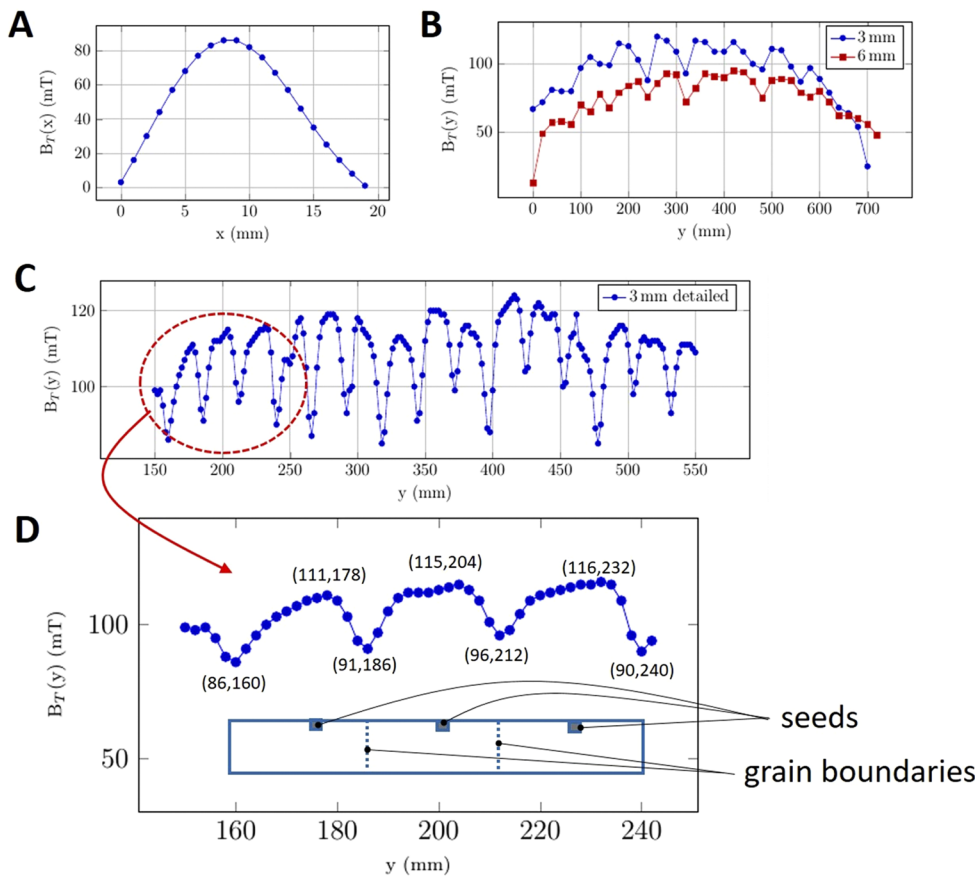 A
B_T(x) (mT)
80
60
40
20
0
0 5 10 15 20
x (mm)
B
B_T(y) (mT)
100
50
3 mm
6 mm
0 100 200 300 400 500 600 700
y (mm)
C
B_T(y) (mT)
120
100
3 mm detailed
150 200 250 300 350 400 450 500 550
y (mm)
D
B_T(y) (mT)
100
50
(111,178)
(115,204)
(116,232)
(86,160)
(91,186)
(96,212)
(90,240)
seeds
grain boundaries
160 180 200 220 240
y (mm)